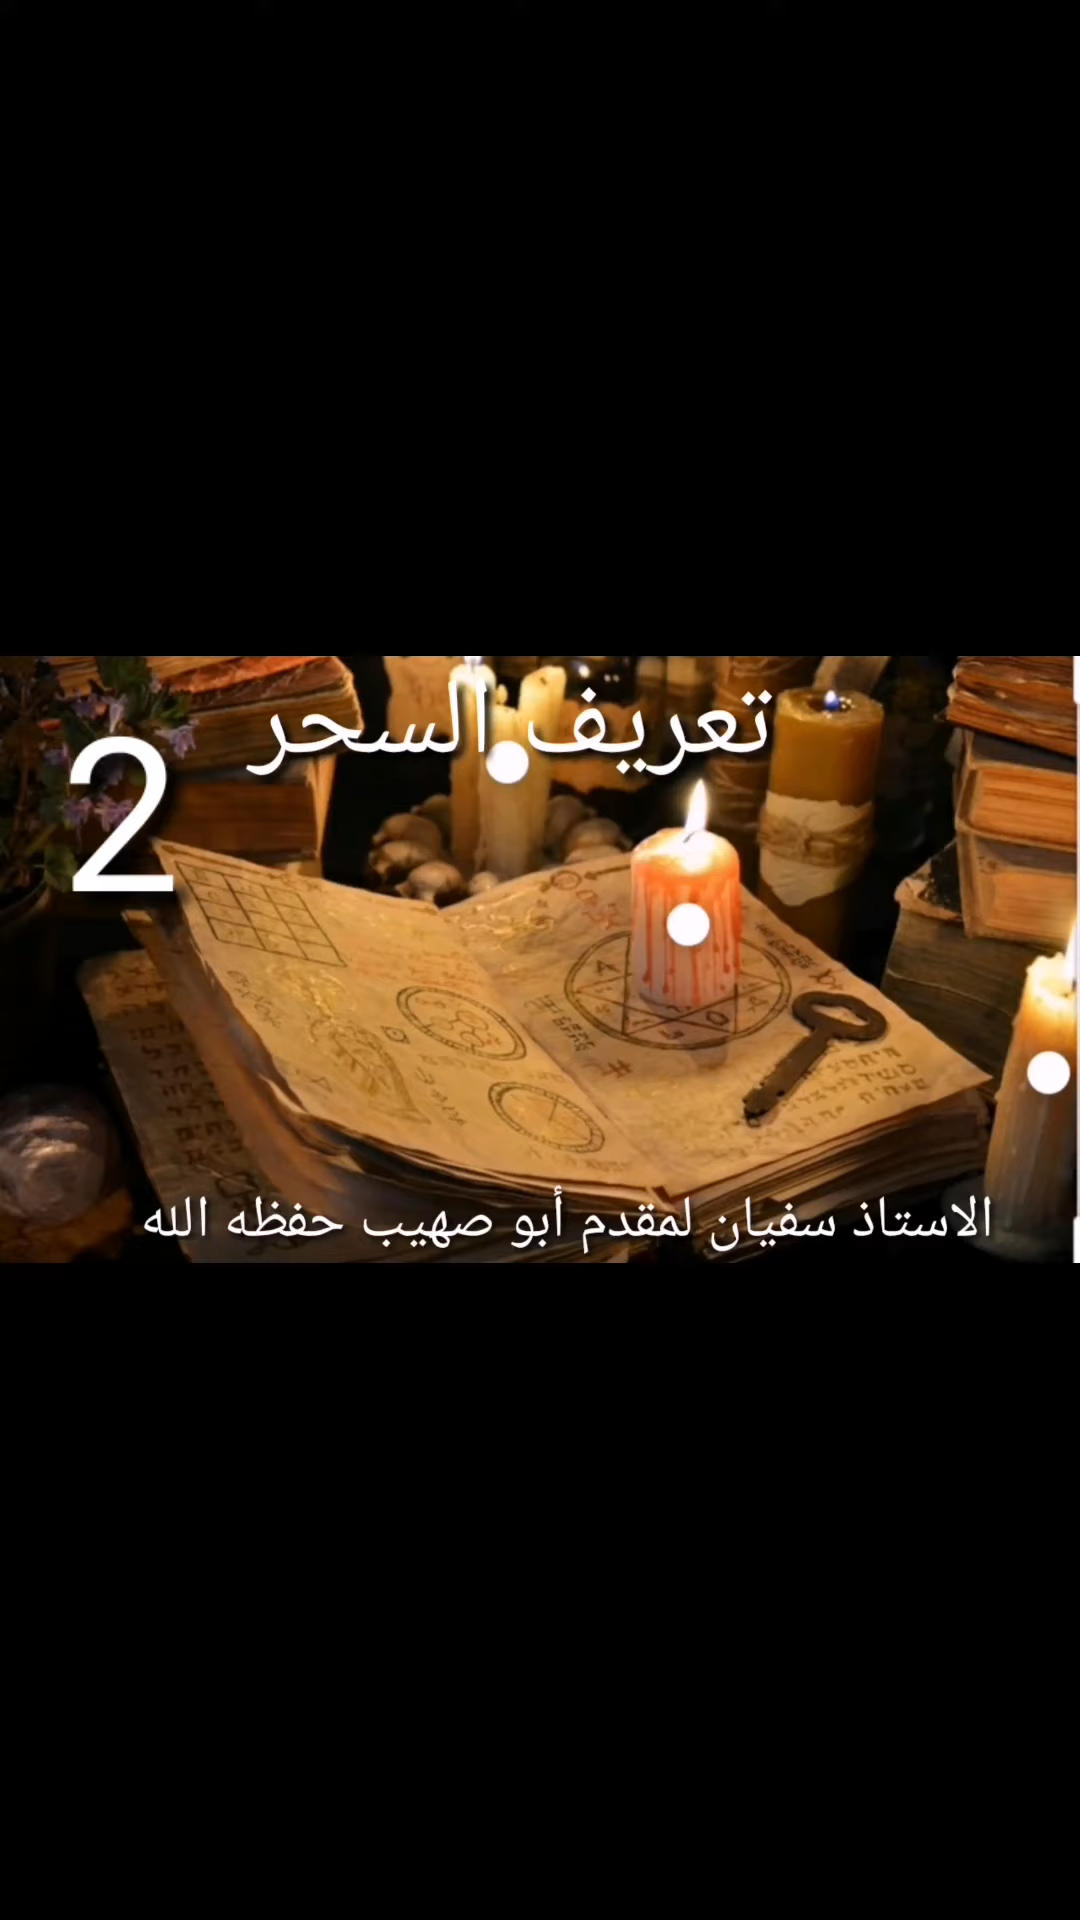 تعريف السحر
2
الاستاذ سفيان لمقدم أبو صهيب حفظه الله